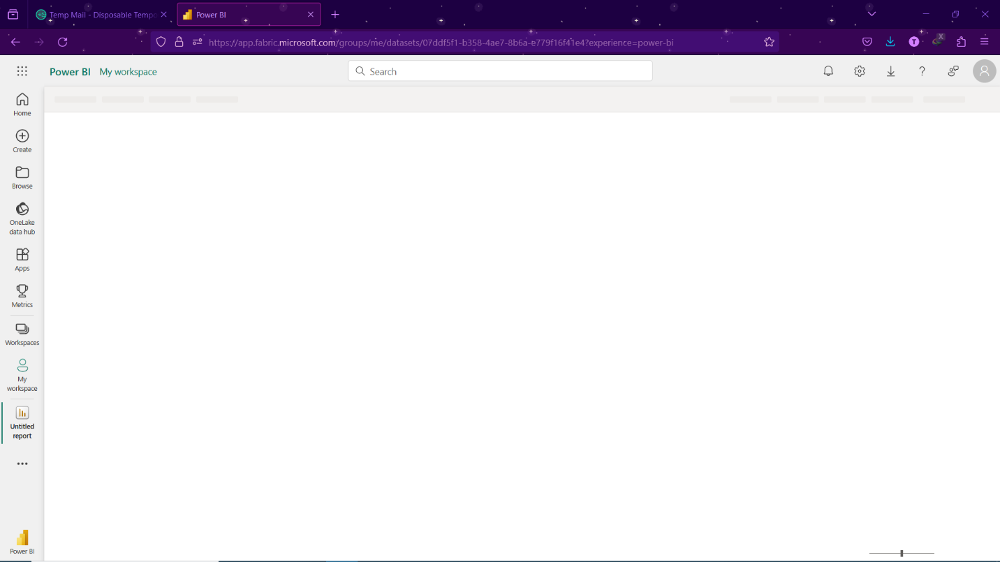 Temp Mail - Disposable Tempo
Power BI
https://app.fabric.microsoft.com/groups/me/datasets/07ddf5f1-b358-4ae7-8b6a-e779f16f41e4?experience=power-bi
T
X
Power BI My workspace
Search
Home
Create
Browse
OneLake
data hub
Apps
Metrics
Workspaces
My
workspace
Untitled
report
Power BI